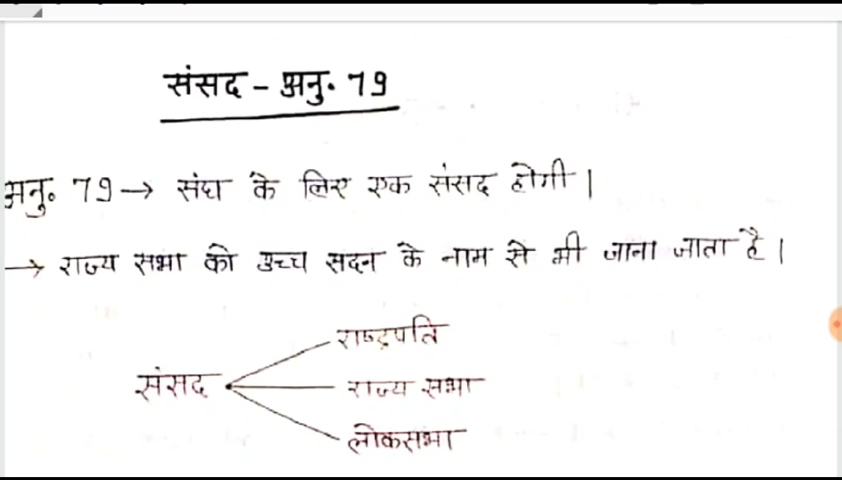 संसद - अनु. 79
अनु. 79 → संघ के लिए एक संसद होगी।
→ राज्य सभा को उच्च सदन के नाम से भी जाना जाता है।
राष्ट्रपति
संसद राज्य सभा
लोकसभा